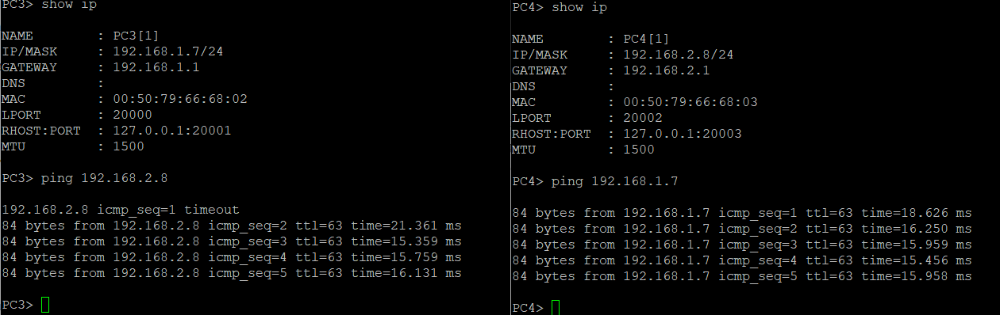 PC3> show ip
NAME        : PC3[1]
IP/MASK     : 192.168.1.7/24
GATEWAY     : 192.168.1.1
DNS         :
MAC         : 00:50:79:66:68:02
LPORT       : 20000
RHOST:PORT  : 127.0.0.1:20001
MTU         : 1500
PC3> ping 192.168.2.8
192.168.2.8 icmp_seq=1 timeout
84 bytes from 192.168.2.8 icmp_seq=2 ttl=63 time=21.361 ms
84 bytes from 192.168.2.8 icmp_seq=3 ttl=63 time=15.359 ms
84 bytes from 192.168.2.8 icmp_seq=4 ttl=63 time=15.759 ms
84 bytes from 192.168.2.8 icmp_seq=5 ttl=63 time=16.131 ms
PC3>
PC4> show ip
NAME        : PC4[1]
IP/MASK     : 192.168.2.8/24
GATEWAY     : 192.168.2.1
DNS         :
MAC         : 00:50:79:66:68:03
LPORT       : 20002
RHOST:PORT  : 127.0.0.1:20003
MTU         : 1500
PC4> ping 192.168.1.7
84 bytes from 192.168.1.7 icmp_seq=1 ttl=63 time=18.626 ms
84 bytes from 192.168.1.7 icmp_seq=2 ttl=63 time=16.250 ms
84 bytes from 192.168.1.7 icmp_seq=3 ttl=63 time=15.959 ms
84 bytes from 192.168.1.7 icmp_seq=4 ttl=63 time=15.456 ms
84 bytes from 192.168.1.7 icmp_seq=5 ttl=63 time=15.958 ms
PC4>